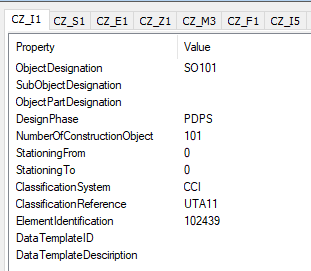 CZ_I1 CZ_S1 CZ_E1 CZ_Z1 CZ_M3 CZ_F1 CZ_I5
Property Value
ObjectDesignation SO101
SubObjectDesignation
ObjectPartDesignation
DesignPhase PDPS
NumberOfConstructionObject 101
StationingFrom 0
StationingTo 0
ClassificationSystem CCI
ClassificationReference UTA11
ElementIdentification 102439
DataTemplateID
DataTemplateDesciription